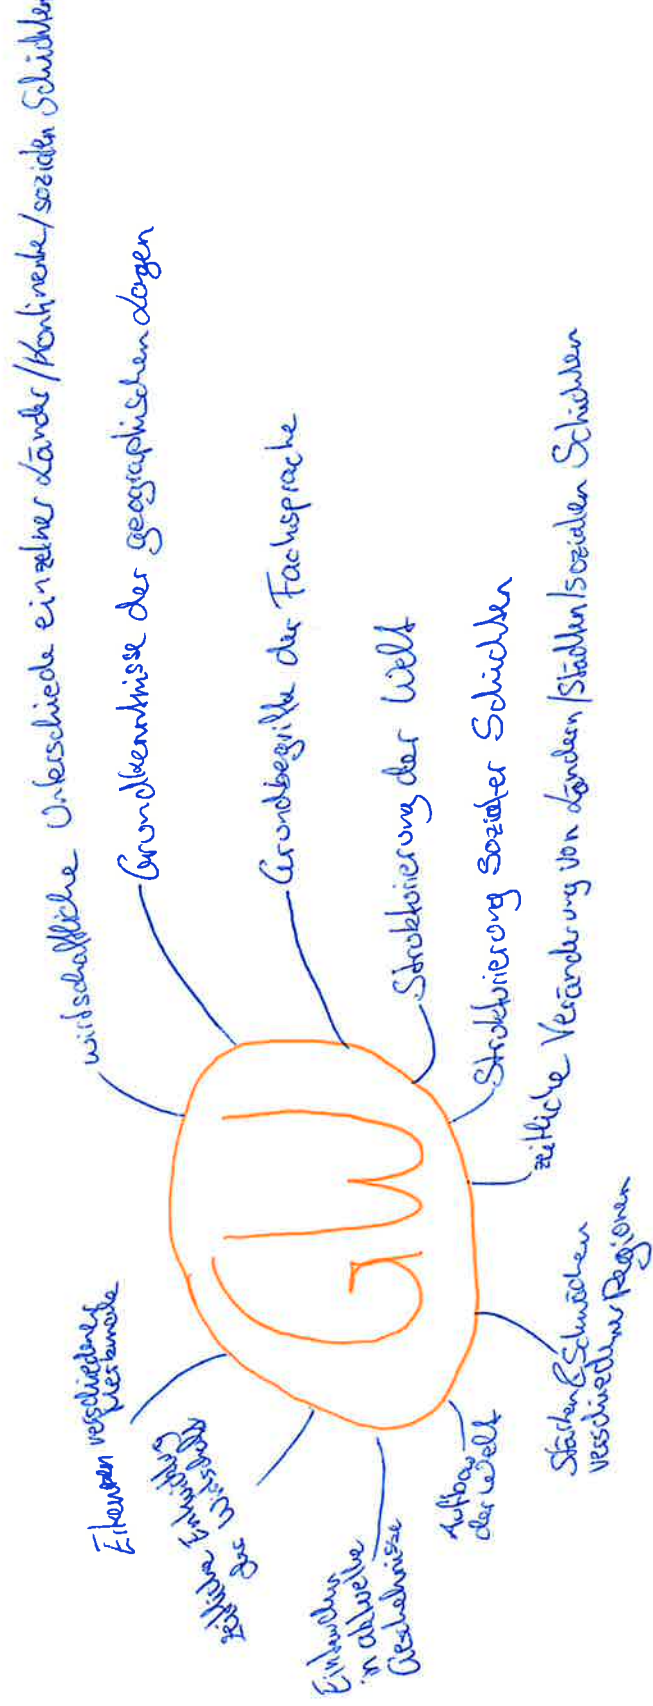 GW
wirtschaftliche Unterschiede einzelner Länder/Kontinente/sozialen Schichten
Grundkenntnisse der geographischen Lagen
Grundbegriffe der Fachsprache
Strukturierung der Welt
Strukturierung sozialer Schichten
zeitliche Veränderung von Ländern/Städten/sozialen Schichten
Stärken & Schwächen
verschiedener Regionen
Aufbau
der Welt
Eintauchen
in aktuelle
Geschehnisse
zeitliche Entwicklung
der Wirtschaft
Erkennen verschiedener
Merkmale